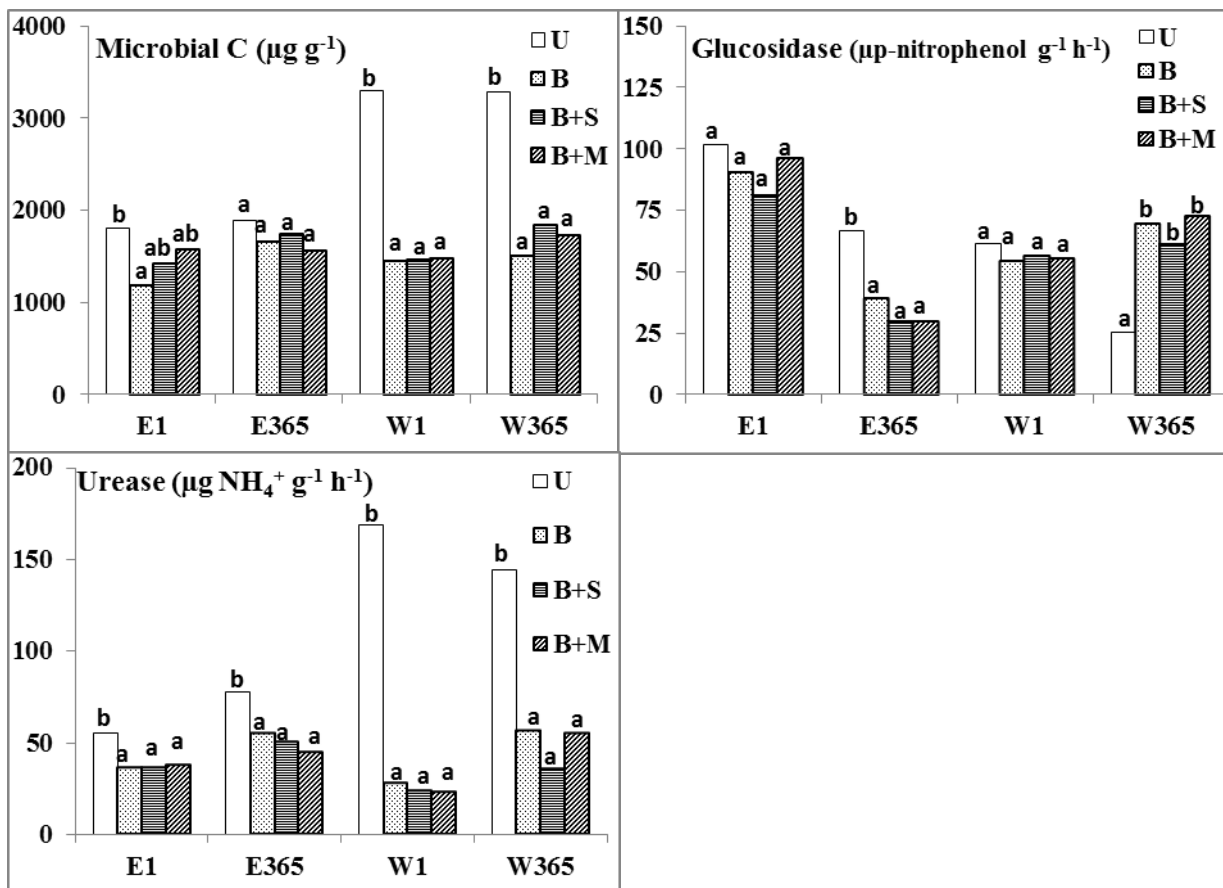 Microbial C (µg g⁻¹)
4000
3000
2000
1000
0
U
B
B+S
B+M
b
a
ab
ab
a
a
a
a
b
a
a
a
b
a
a
a
E1 E365 W1 W365
Glucosidase (µp-nitrophenol g⁻¹ h⁻¹)
150
125
100
75
50
25
0
U
B
B+S
B+M
a
a
a
a
b
a
a
a
a
a
a
a
a
b
b
b
E1 E365 W1 W365
Urease (µg NH₄⁺ g⁻¹ h⁻¹)
200
150
100
50
0
U
B
B+S
B+M
b
a
a
a
b
a
a
a
b
a
a
a
b
a
a
a
E1 E365 W1 W365